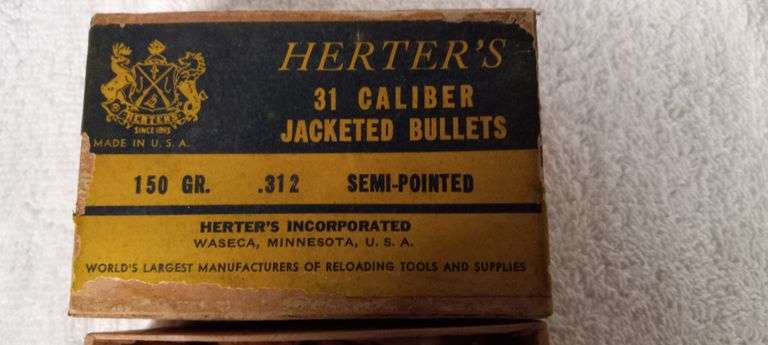 HERTER'S
31 CALIBER
JACKETED BULLETS
HERTERS
SINCE 1893
MADE IN U.S.A.
150 GR. .312 SEMI-POINTED
HERTER'S INCORPORATED
WASECA, MINNESOTA, U. S. A.
WORLD'S LARGEST MANUFACTURERS OF RELOADING TOOLS AND SUPPLIES